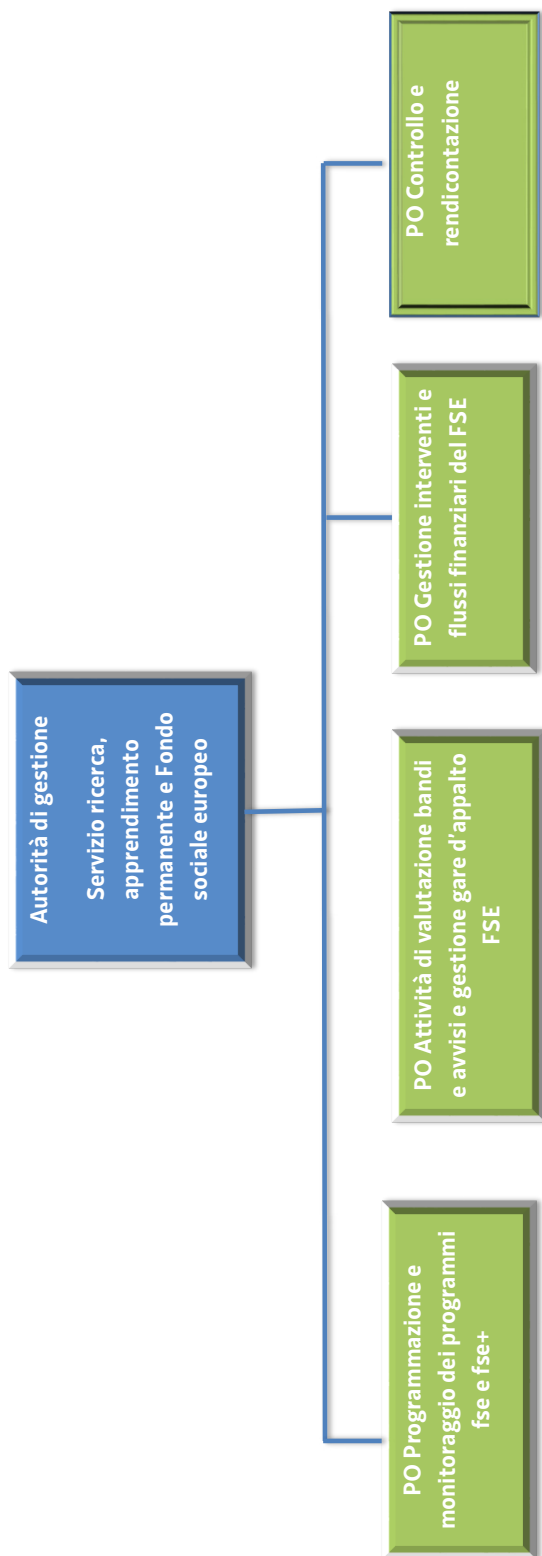 Autorità di gestione
Servizio ricerca,
apprendimento
permanente e Fondo
sociale europeo
PO Programmazione e
monitoraggio dei programmi
fse e fse+
PO Attività di valutazione bandi
e avvisi e gestione gare d'appalto
FSE
PO Gestione interventi e
flussi finanziari del FSE
PO Controllo e
rendicontazione